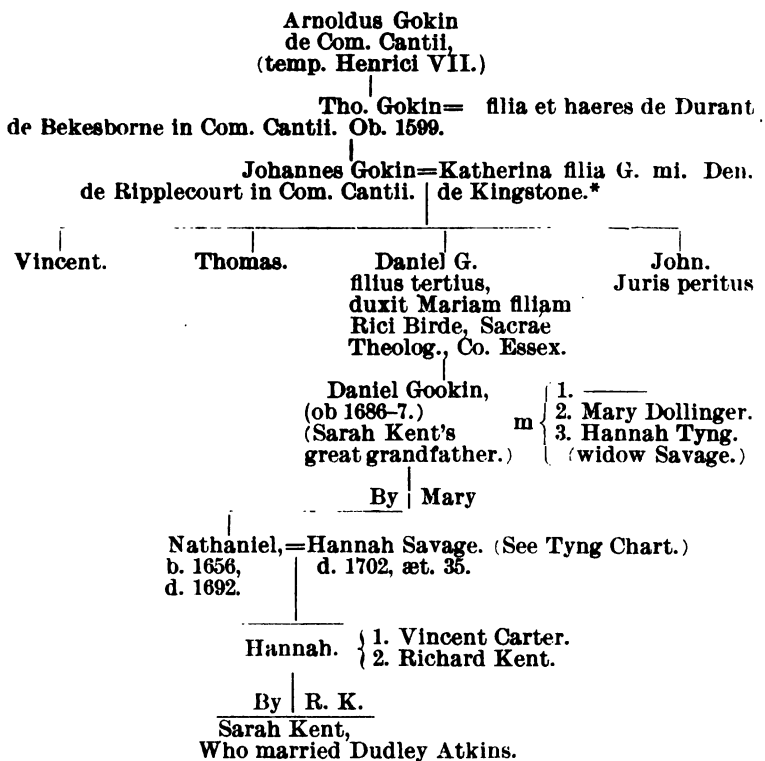 Arnoldus Gokin
de Com. Cantii,
(temp. Henrici VII.)
Tho. Gokin= filia et haeres de Durant
de Bekesborne in Com. Cantii. Ob. 1599.
Johannes Gokin=Katherina filia G. mi. Den.
de Ripplecourt in Com. Cantii. de Kingstone.*
Vincent. Thomas. Daniel G. John.
filius tertius, Juris peritus
duxit Mariam filiam
Rici Birde, Sacrae
Theolog., Co. Essex.
Daniel Gookin, 1. ———
(ob 1686-7.) m 2. Mary Dollinger.
(Sarah Kent's 3. Hannah Tyng.
great grandfather.) (widow Savage.)
By Mary
Nathaniel,=Hannah Savage. (See Tyng Chart.)
b. 1656, d. 1702, æt. 35.
d. 1692.
Hannah. 1. Vincent Carter.
2. Richard Kent.
By R. K.
Sarah Kent,
Who married Dudley Atkins.